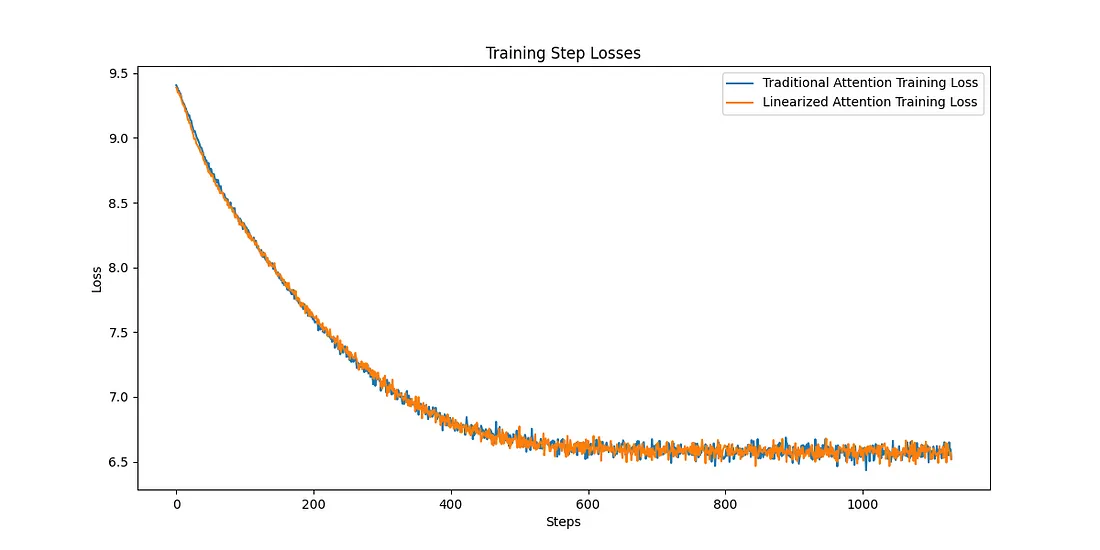 Training Step Losses
Traditional Attention Training Loss
Linearized Attention Training Loss
Loss
9.5
9.0
8.5
8.0
7.5
7.0
6.5
0 200 400 600 800 1000
Steps